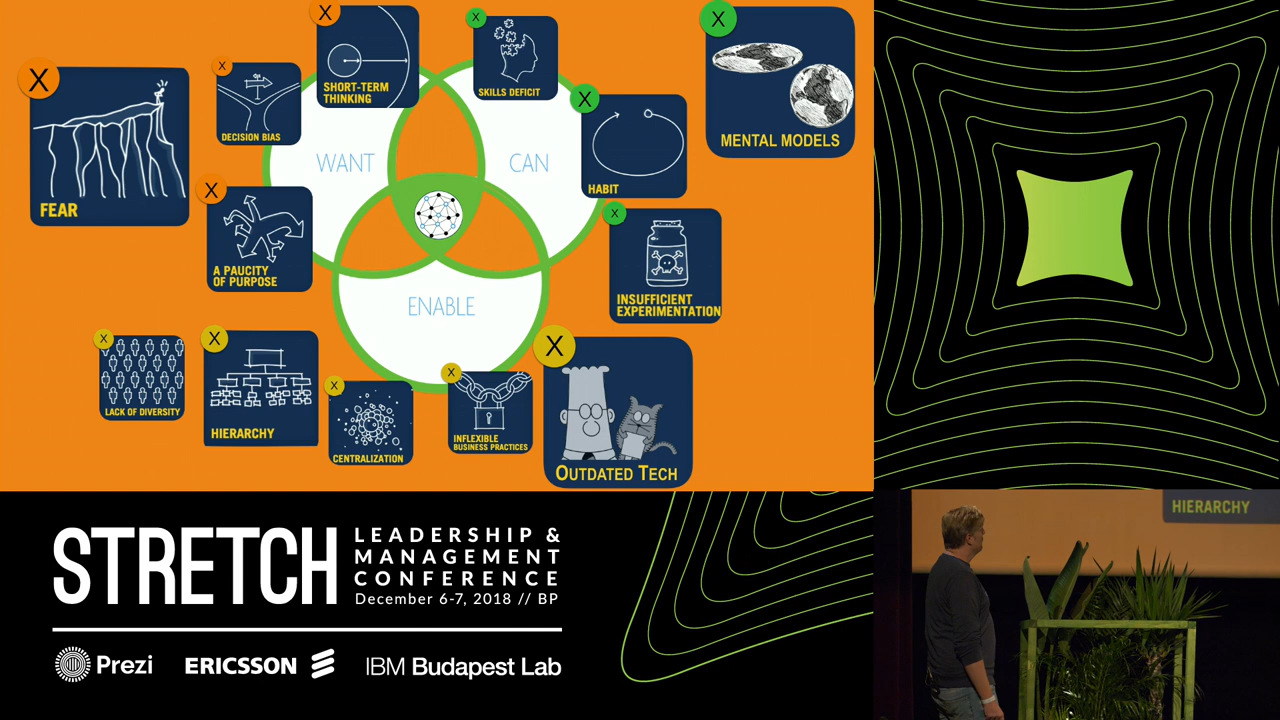 X
FEAR
X
DECISION BIAS
X
SHORT-TERM
THINKING
X
SKILLS DEFICIT
X
HABIT
X
MENTAL MODELS
WANT
CAN
X
A PAUCITY
OF PURPOSE
X
INSUFFICIENT
EXPERIMENTATION
ENABLE
X
LACK OF DIVERSITY
X
HIERARCHY
X
CENTRALIZATION
X
INFLEXIBLE
BUSINESS PRACTICES
X
OUTDATED TECH
STRETCH
LEADERSHIP &
MANAGEMENT
CONFERENCE
December 6-7, 2018 // BP
Prezi
ERICSSON
IBM Budapest Lab
HIERARCHY